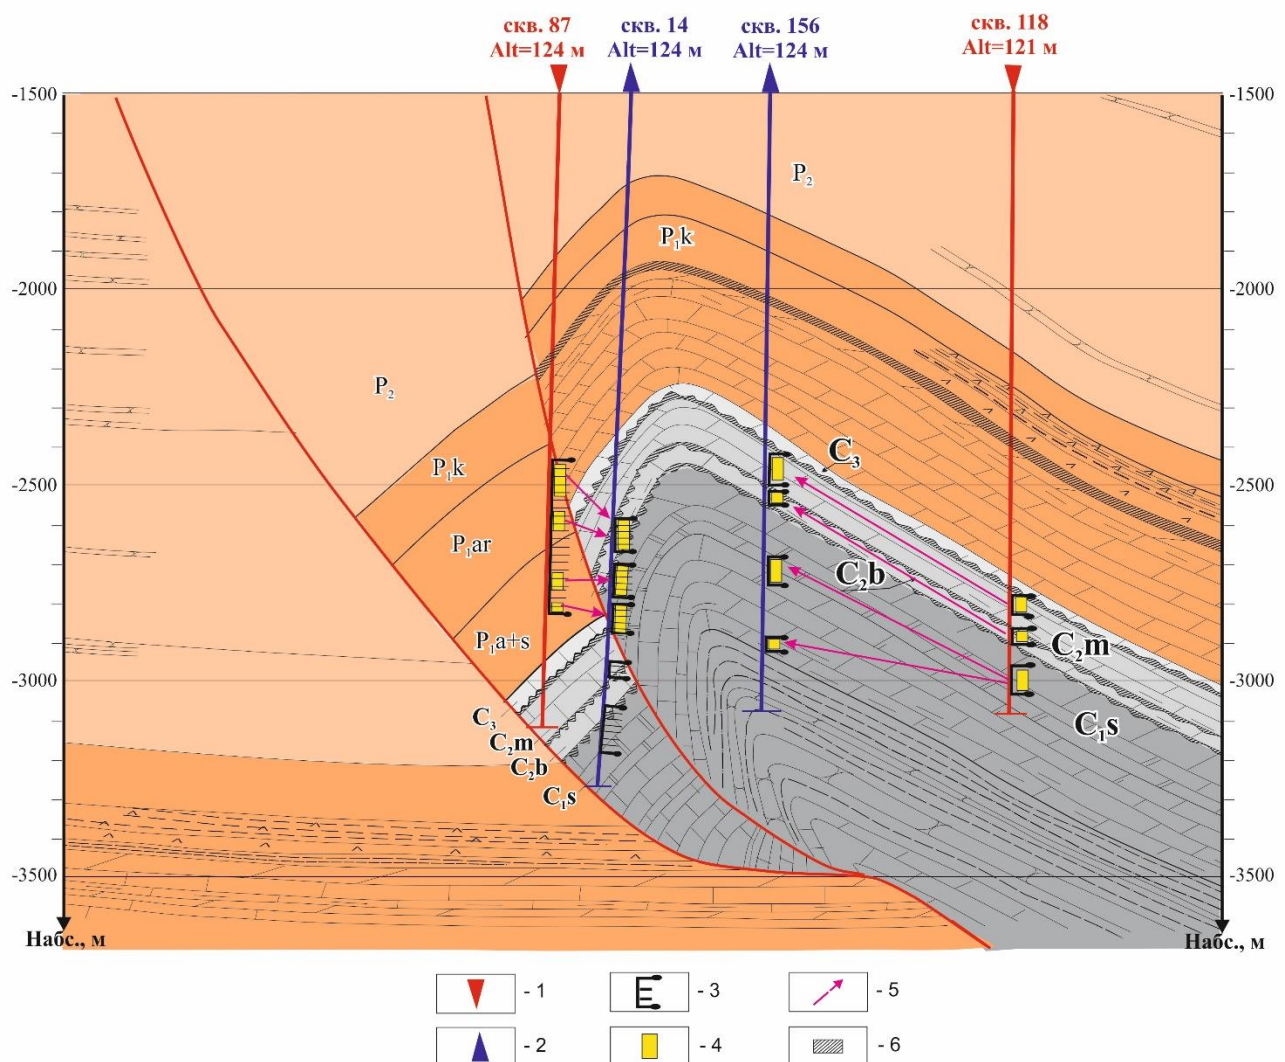 скв. 87
Alt=124 м
скв. 14
Alt=124 м
скв. 156
Alt=124 м
скв. 118
Alt=121 м
-1500
-1500
P₂
P₁k
-2000
-2000
P₂
C₃
P₁k
-2500
-2500
P₁ar
C₂b
P₁a+s
C₂m
-3000
-3000
C₃
C₂m
C₁s
C₂b
C₁s
-3500
-3500
Набс., м
Набс., м
- 1
- 3
- 5
- 2
- 4
- 6